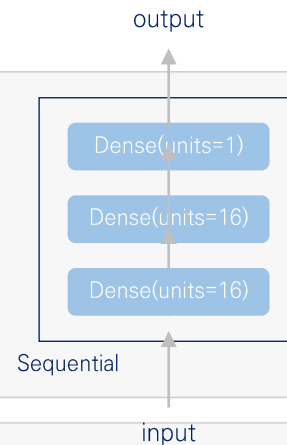 output
Dense(units=1)
Dense(units=16)
Dense(units=16)
Sequential
input